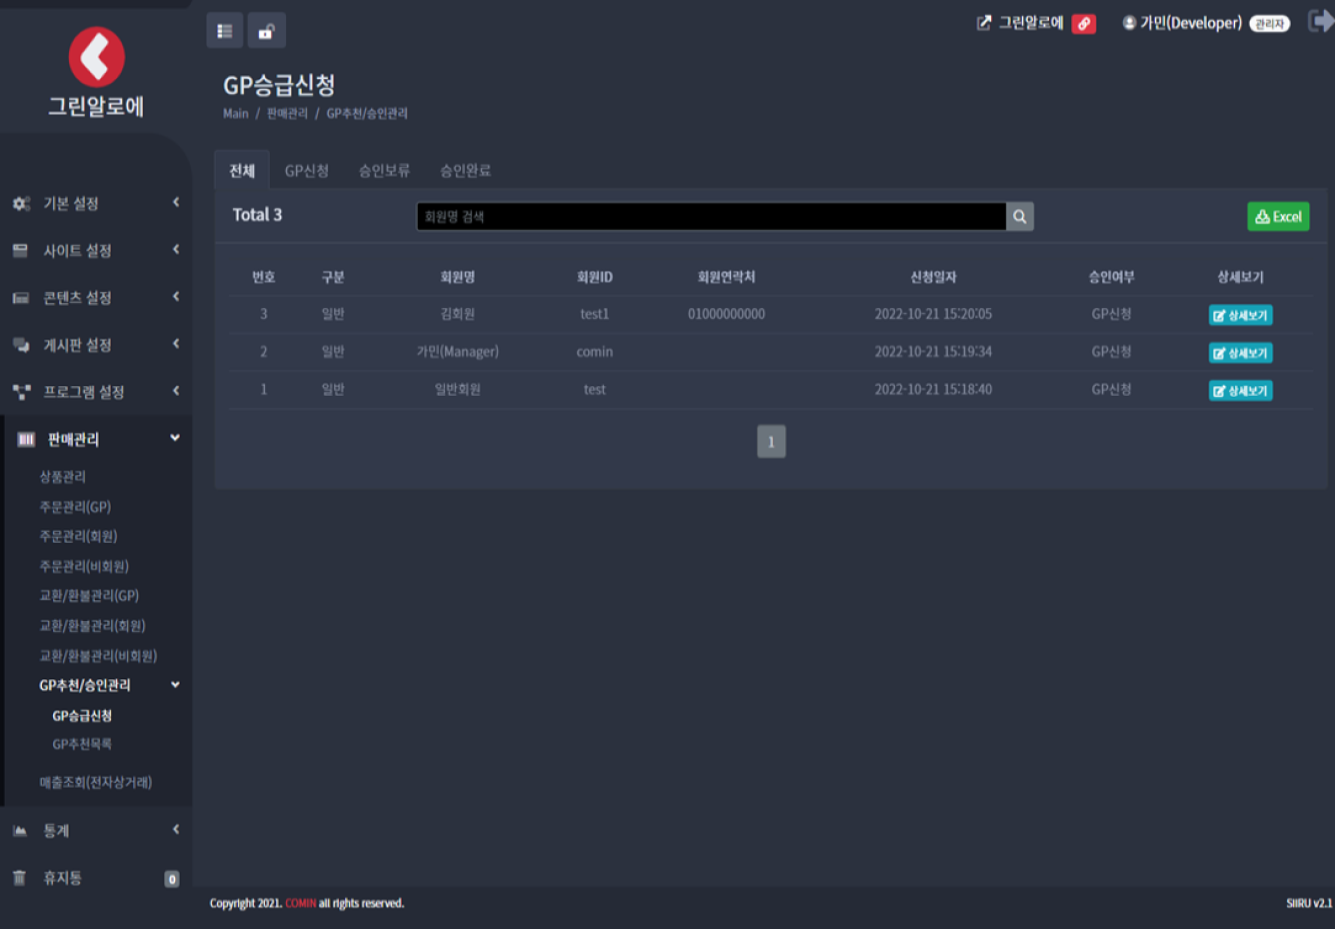 그린알로에
기본 설정
사이트 설정
콘텐츠 설정
게시판 설정
프로그램 설정
판매관리
상품관리
주문관리(GP)
주문관리(회원)
주문관리(비회원)
교환/환불관리(GP)
교환/환불관리(회원)
교환/환불관리(비회원)
GP추천/승인관리
GP승급신청
GP추천목록
매출조회(전자상거래)
통계
휴지통 0
그린알로에 가민(Developer) 관리자
GP승급신청
Main / 판매관리 / GP추천/승인관리
전체 GP신청 승인보류 승인완료
Total 3 회원명 검색 Excel
번호 구분 회원명 회원ID 회원연락처 신청일자 승인여부 상세보기
3 일반 김회원 test1 01000000000 2022-10-21 15:20:05 GP신청 상세보기
2 일반 가민(Manager) comin 2022-10-21 15:19:34 GP신청 상세보기
1 일반 일반회원 test 2022-10-21 15:18:40 GP신청 상세보기
1
Copyright 2021. COMIN all rights reserved. SIIRU v2.1